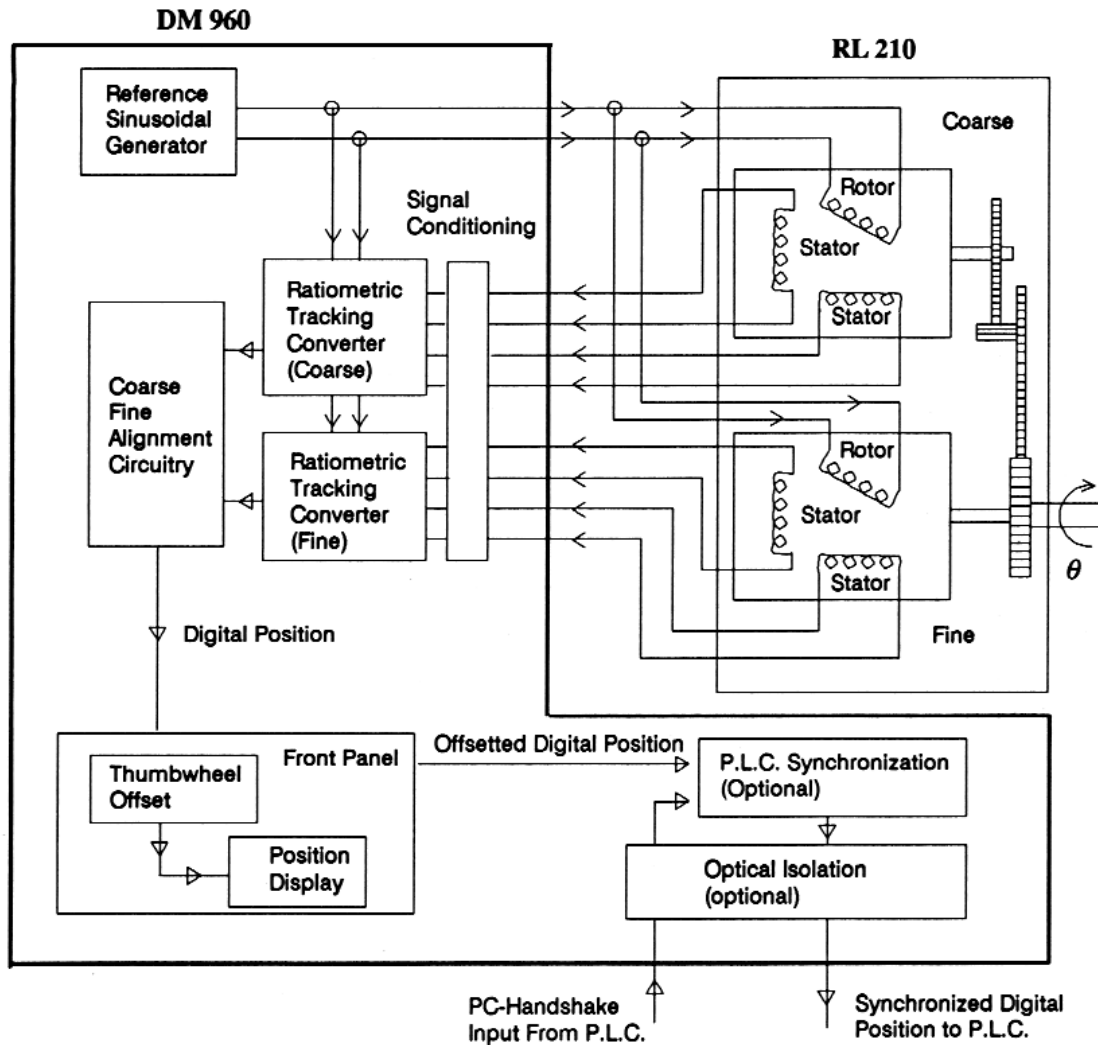 DM 960
RL 210
Reference
Sinusoidal
Generator
Coarse
Signal
Conditioning
Rotor
Stator
Stator
Ratiometric
Tracking
Converter
(Coarse)
Coarse
Fine
Alignment
Circuitry
Ratiometric
Tracking
Converter
(Fine)
Rotor
Stator
Stator
θ
Fine
Digital Position
Front Panel
Thumbwheel
Offset
Position
Display
Offsetted Digital Position
P.L.C. Synchronization
(Optional)
Optical Isolation
(optional)
PC-Handshake
Input From P.L.C.
Synchronized Digital
Position to P.L.C.